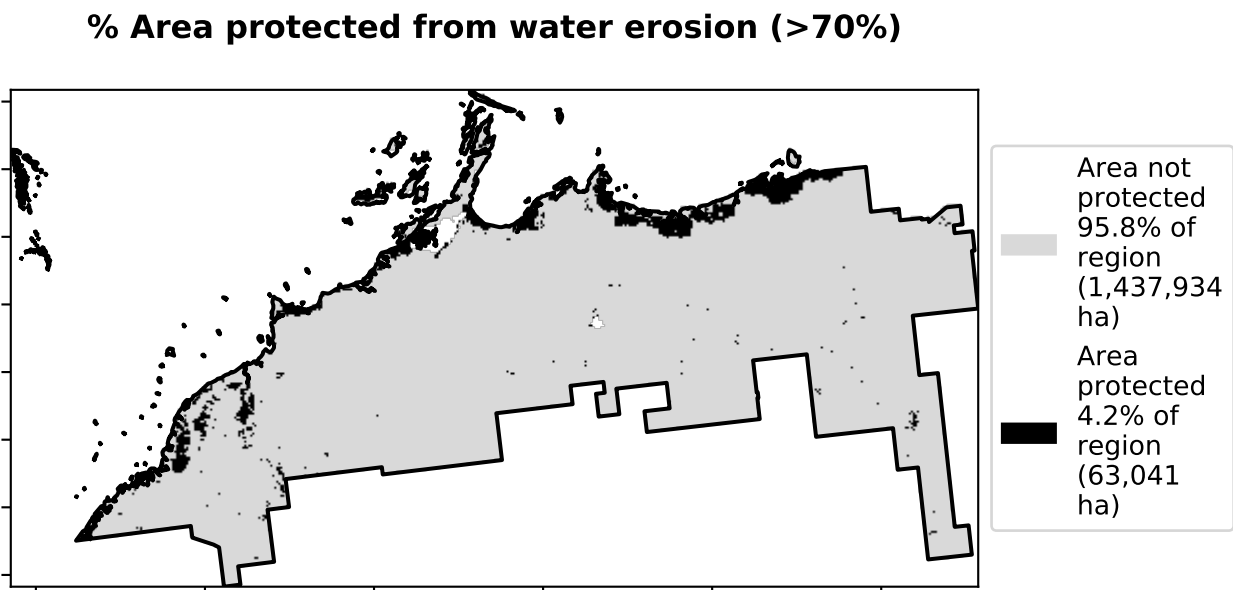 % Area protected from water erosion (>70%)
Area not
protected
95.8% of
region
(1,437,934
ha)
Area
protected
4.2% of
region
(63,041
ha)